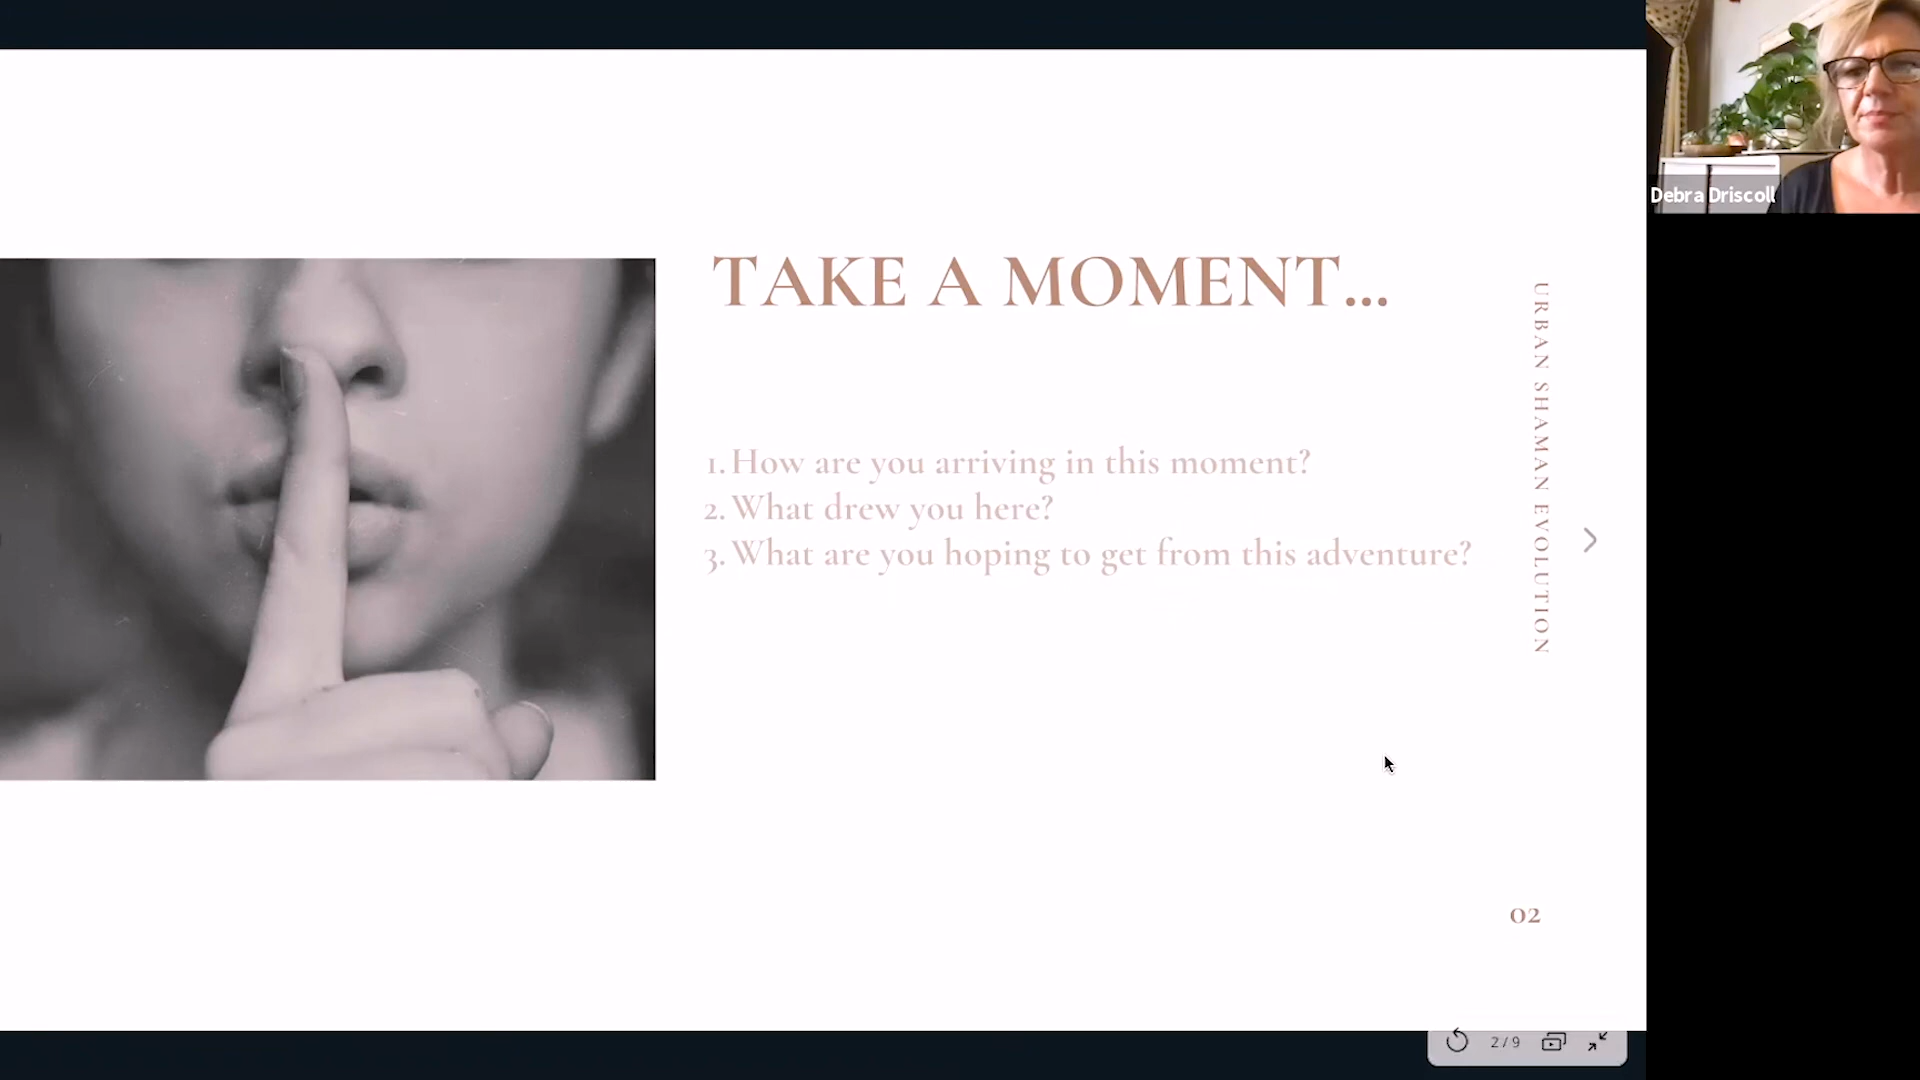 TAKE A MOMENT...
1. How are you arriving in this moment?
2. What drew you here?
3. What are you hoping to get from this adventure?
URBAN SHAMAN EVOLUTION
02
2 / 9
Debra Driscoll